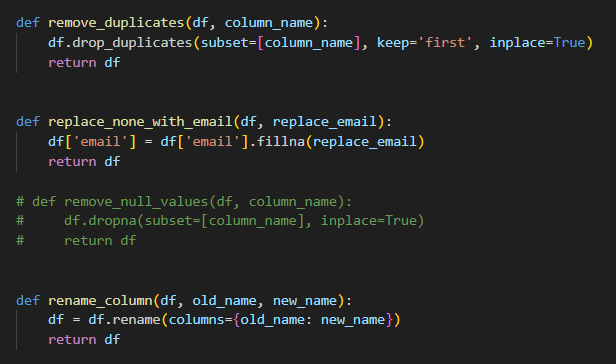 def remove_duplicates(df, column_name):
    df.drop_duplicates(subset=[column_name], keep='first', inplace=True)
    return df
def replace_none_with_email(df, replace_email):
    df['email'] = df['email'].fillna(replace_email)
    return df
# def remove_null_values(df, column_name):
#     df.dropna(subset=[column_name], inplace=True)
#     return df
def rename_column(df, old_name, new_name):
    df = df.rename(columns={old_name: new_name})
    return df